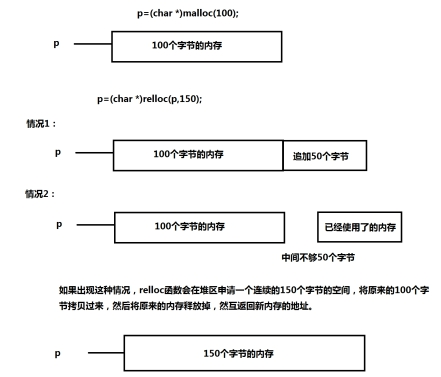 p=(char *)malloc(100);
p
100个字节的内存
p=(char *)relloc(p,150);
情况1：
p
100个字节的内存
追加50个字节
情况2：
p
100个字节的内存
已经使用了的内存
中间不够50个字节
如果出现这种情况，relloc函数会在堆区申请一个连续的150个字节的空间，将原来的100个字
节拷贝过来，然后将原来的内存释放掉，然互返回新内存的地址。
p
150个字节的内存